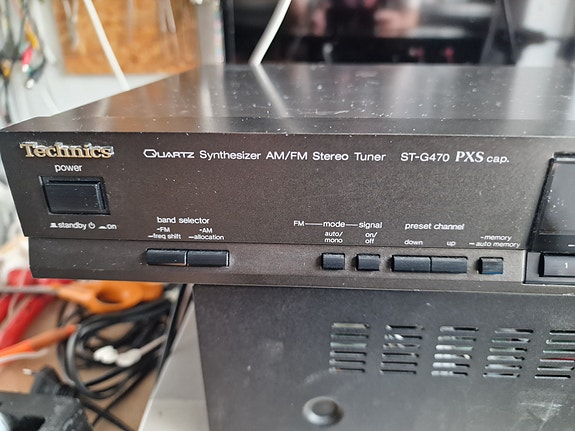 Technics
QUARTZ Synthesizer AM/FM Stereo Tuner ST-G470 PXS cap.
power
standby on
band selector
-FM -AM
-freq shift -allocation
FM mode signal
auto/mono on/off
preset channel
down up
-memory
-auto memory
1